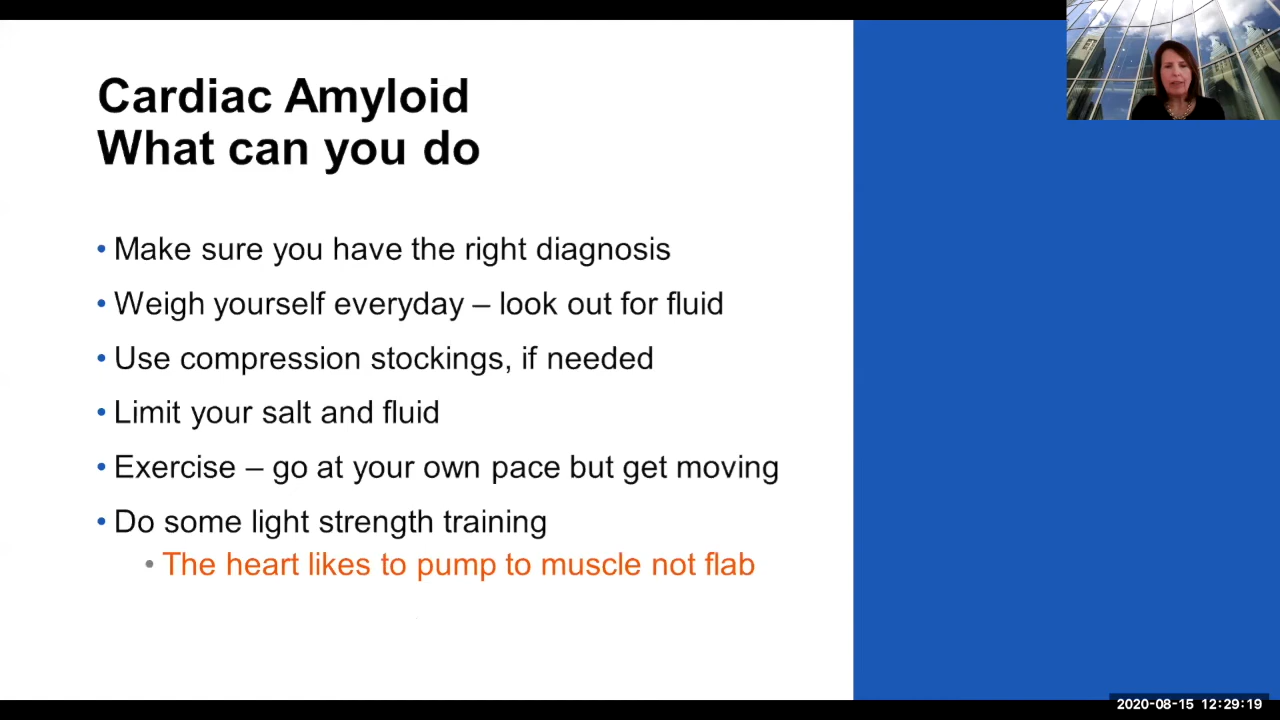 Cardiac Amyloid
What can you do
• Make sure you have the right diagnosis
• Weigh yourself everyday – look out for fluid
• Use compression stockings, if needed
• Limit your salt and fluid
• Exercise – go at your own pace but get moving
• Do some light strength training
• The heart likes to pump to muscle not flab
2020-08-15 12:29:19